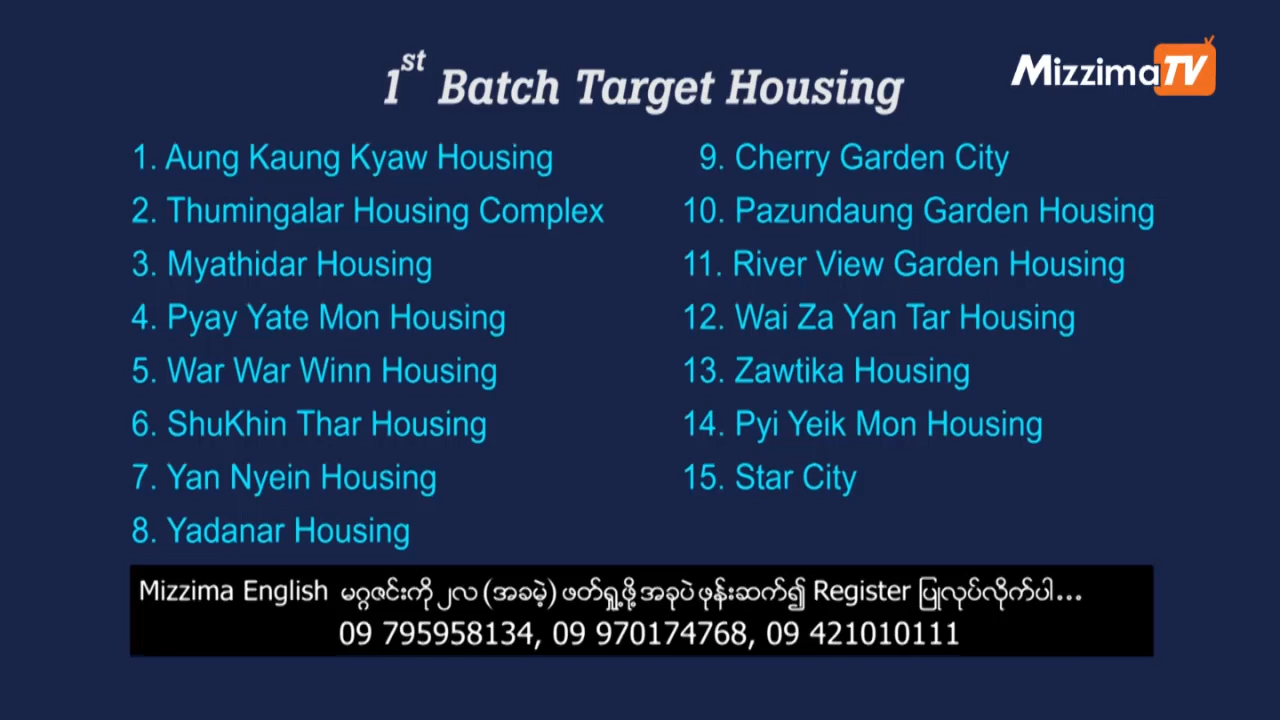 1st Batch Target Housing
MizzimaTV
1. Aung Kaung Kyaw Housing
2. Thumingalar Housing Complex
3. Myathidar Housing
4. Pyay Yate Mon Housing
5. War War Winn Housing
6. ShuKhin Thar Housing
7. Yan Nyein Housing
8. Yadanar Housing
9. Cherry Garden City
10. Pazundaung Garden Housing
11. River View Garden Housing
12. Wai Za Yan Tar Housing
13. Zawtika Housing
14. Pyi Yeik Mon Housing
15. Star City
Mizzima English မဂ္ဂဇင်းကို ၂လ (အခမဲ့) ဖတ်ရှု့ဖို့ အခုပဲ ဖုန်းဆက်၍ Register ပြုလုပ်လိုက်ပါ...
09 795958134, 09 970174768, 09 421010111